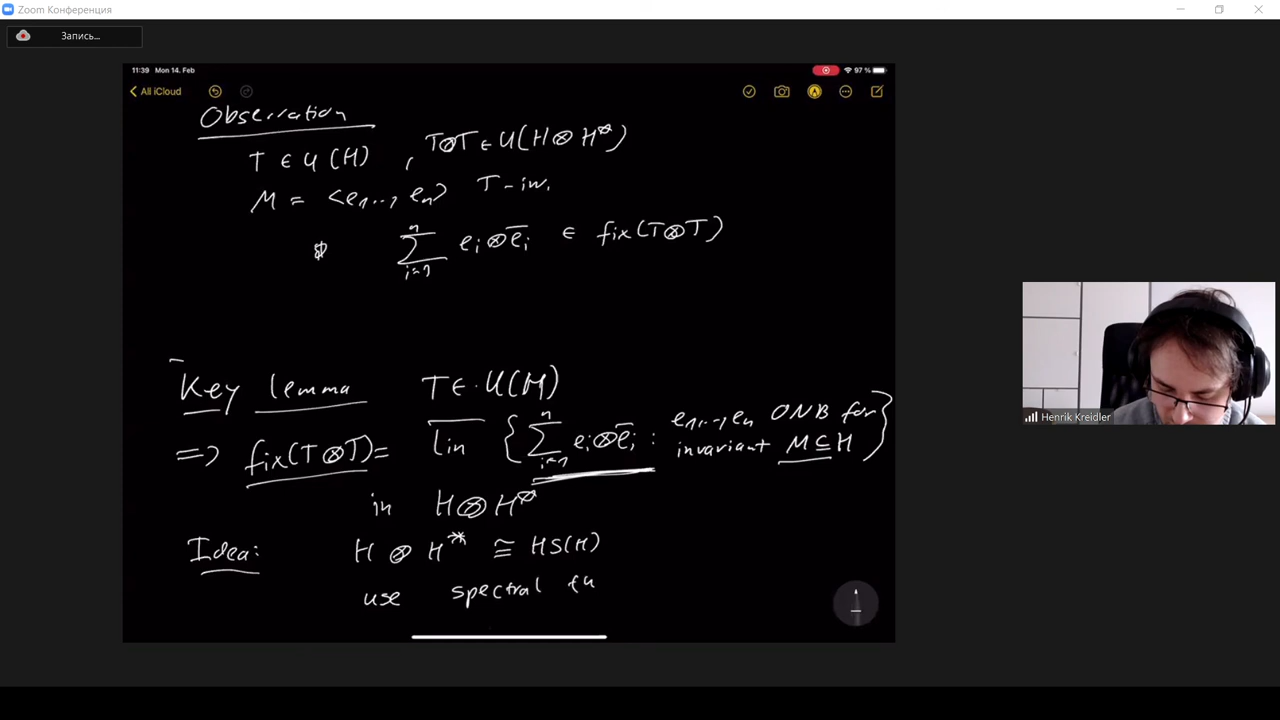 Zoom Конференция
Запись...
11:39 Mon 14. Feb
97 %
All iCloud
Observation
T ∈ U(H) , T⊗T ∈ U(H ⊗ H*)
M = <e₁..., eₙ> T-inv.
∑ᵢ₌₁ⁿ eᵢ⊗ēᵢ ∈ fix(T⊗T)
Key lemma T ∈ U(H)
=> fix(T⊗T) = lin { ∑ᵢ₌₁ⁿ eᵢ⊗ēᵢ : e₁,..., eₙ ONB for
invariant M ⊆ H }
in H⊗H*
Idea: H ⊗ H* ≅ HS(H)
use spectral
Henrik Kreidler